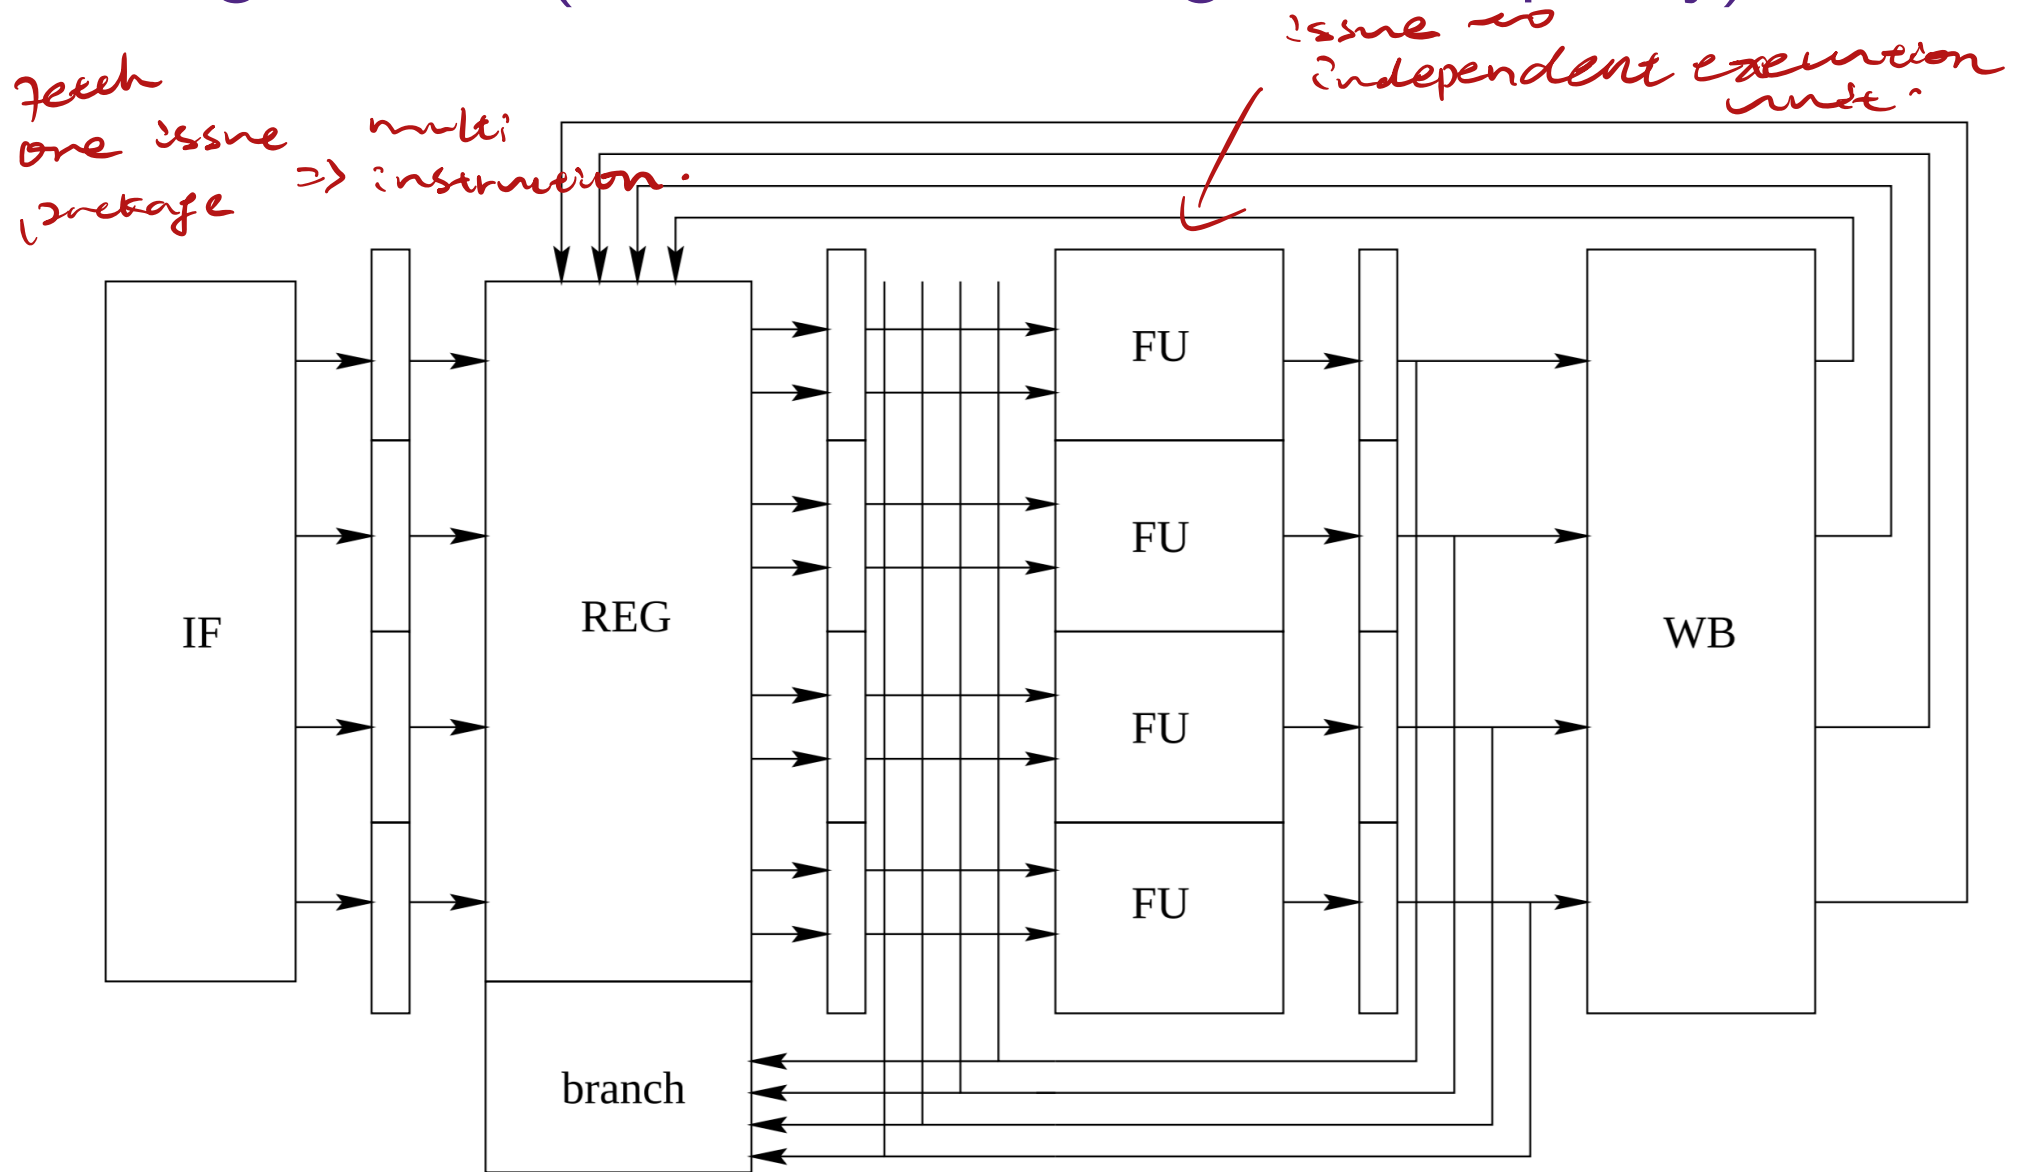 issue to
independent execution
unit.
fetch
one issue => multi
package instruction.
IF
REG
FU
FU
FU
FU
WB
branch